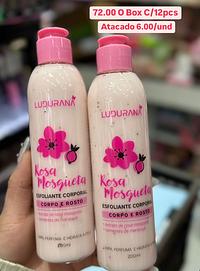 72.00 O Box C/12pcs
Atacado 6.00/und
LUDURANA
Rosa
Mosqueta
ESFOLIANTE CORPORAL
CORPO E ROSTO
LUDURANA
Rosa
Mosqueta
ESFOLIANTE CORPORAL
CORPO E ROSTO
200ml